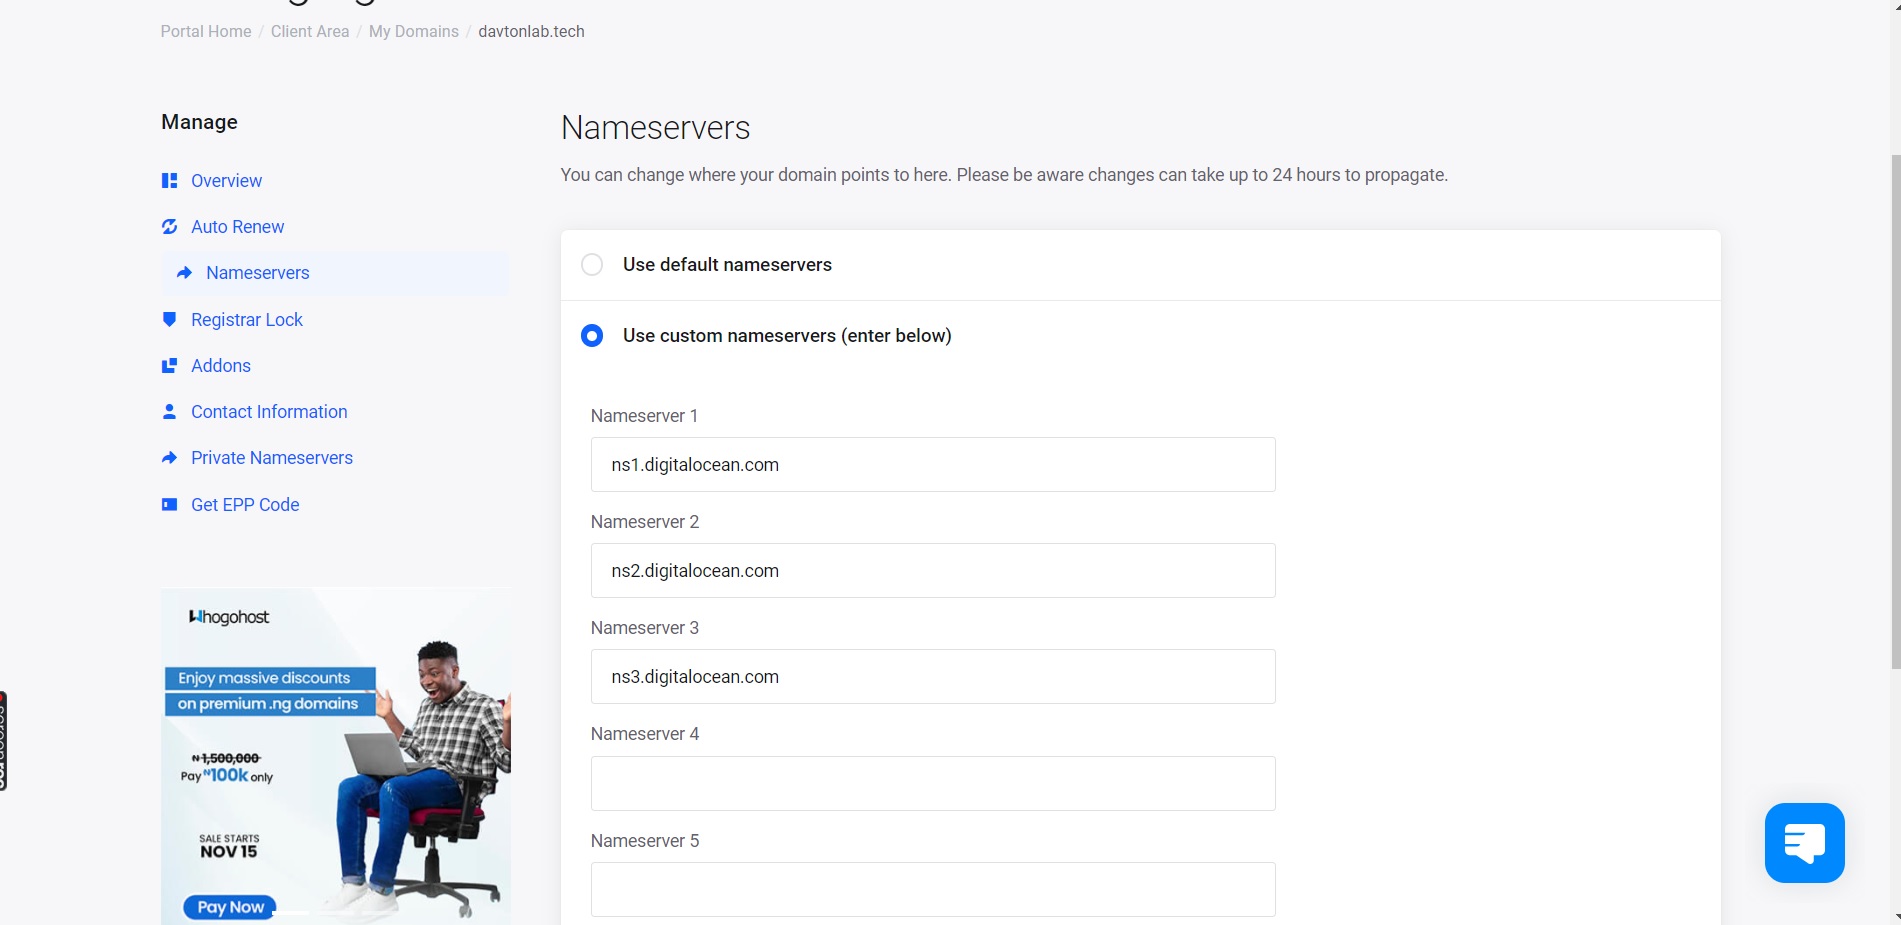 Portal Home / Client Area / My Domains / davtonlab.tech
Manage
Overview
Auto Renew
Nameservers
Registrar Lock
Addons
Contact Information
Private Nameservers
Get EPP Code
Whogohost
Enjoy massive discounts
on premium .ng domains
₦1,500,000
Pay ₦100k only
SALE STARTS
NOV 15
Pay Now
Nameservers
You can change where your domain points to here. Please be aware changes can take up to 24 hours to propagate.
Use default nameservers
Use custom nameservers (enter below)
Nameserver 1
ns1.digitalocean.com
Nameserver 2
ns2.digitalocean.com
Nameserver 3
ns3.digitalocean.com
Nameserver 4
Nameserver 5